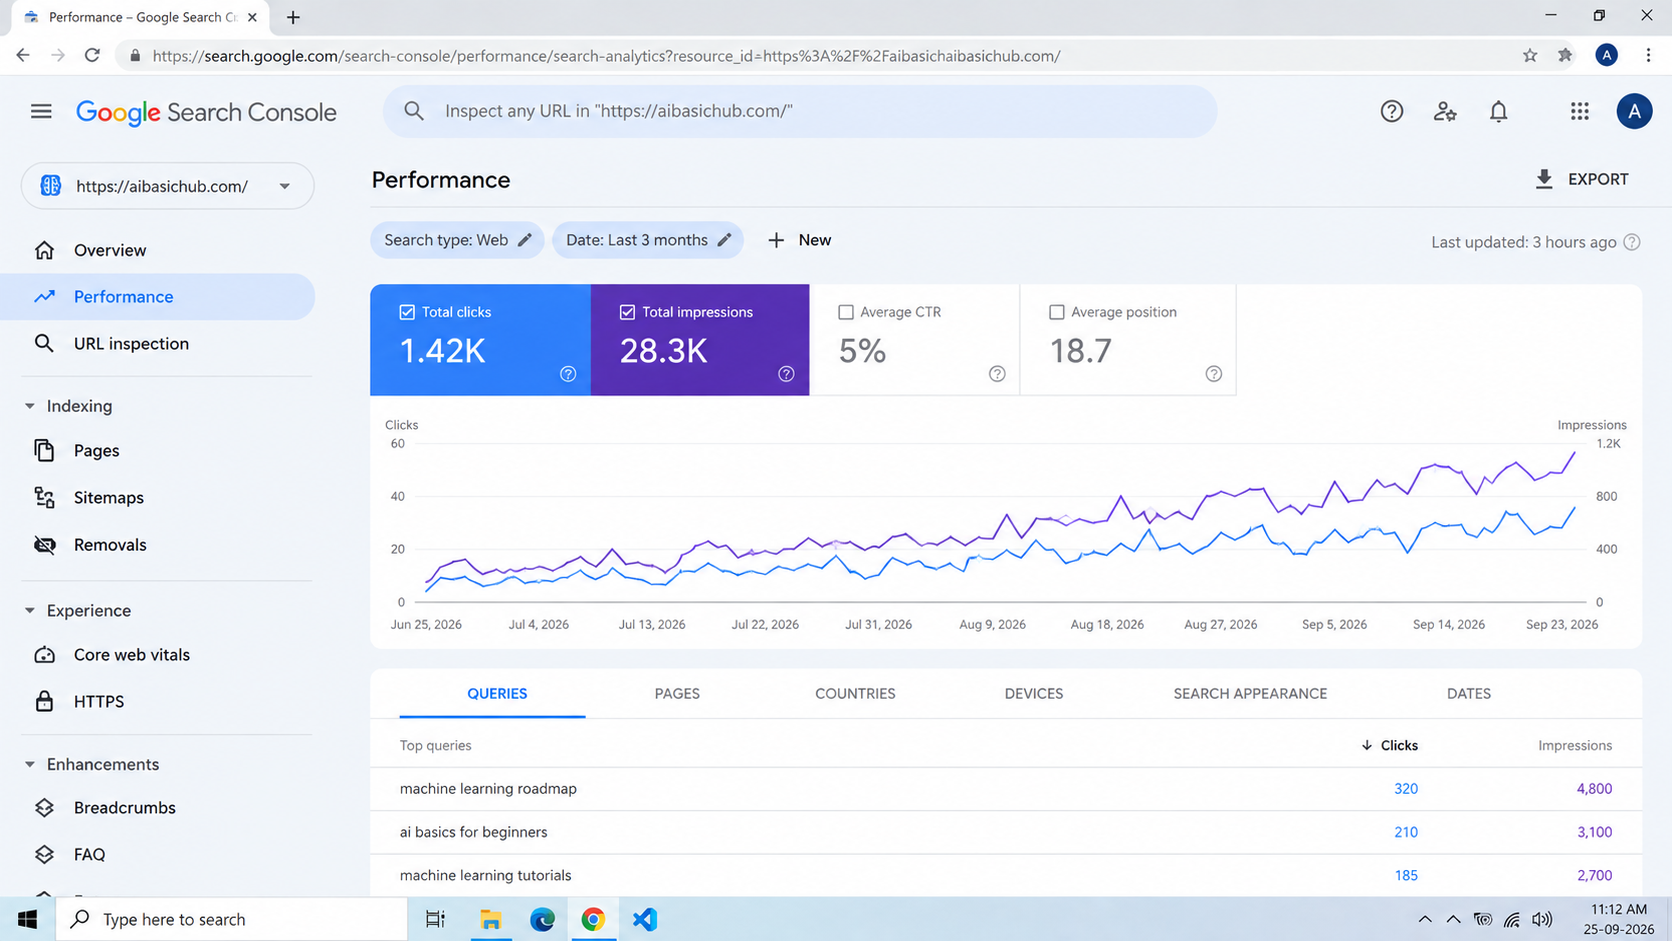 Performance – Google Search C
https://search.google.com/search-console/performance/search-analytics?resource_id=https%3A%2F%2Faibasichaibasichub.com/
A
Google Search Console
Inspect any URL in "https://aibasichub.com/"
A
https://aibasichub.com/
Performance
EXPORT
Search type: Web
Date: Last 3 months
New
Last updated: 3 hours ago
Overview
Performance
URL inspection
Indexing
Pages
Sitemaps
Removals
Experience
Core web vitals
HTTPS
Enhancements
Breadcrumbs
FAQ
Total clicks
1.42K
Total impressions
28.3K
Average CTR
5%
Average position
18.7
Clicks
Impressions
60
1.2K
40
800
20
400
0
0
Jun 25, 2026
Jul 4, 2026
Jul 13, 2026
Jul 22, 2026
Jul 31, 2026
Aug 9, 2026
Aug 18, 2026
Aug 27, 2026
Sep 5, 2026
Sep 14, 2026
Sep 23, 2026
QUERIES
PAGES
COUNTRIES
DEVICES
SEARCH APPEARANCE
DATES
Top queries
Clicks
Impressions
machine learning roadmap
320
4,800
ai basics for beginners
210
3,100
machine learning tutorials
185
2,700
Type here to search
11:12 AM
25-09-2026